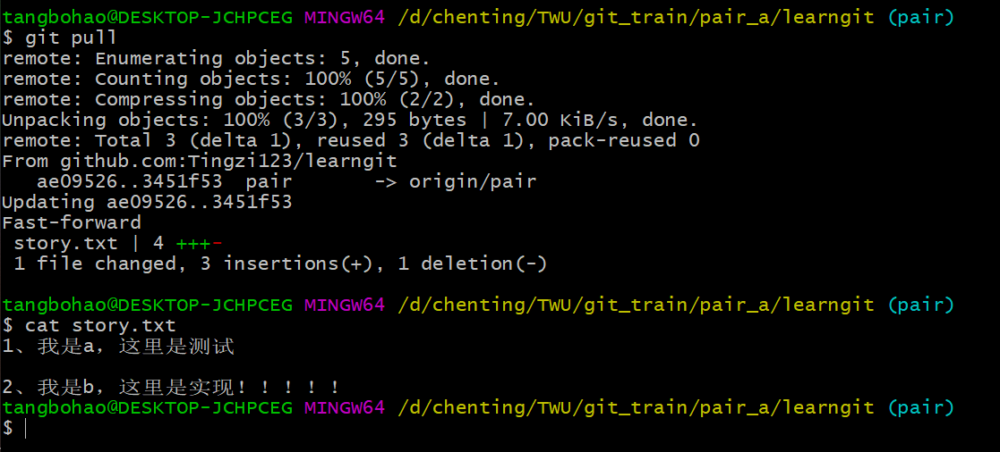 tangbohao@DESKTOP-JCHPCEG MINGW64 /d/chenting/TWU/git_train/pair_a/learngit (pair)
$ git pull
remote: Enumerating objects: 5, done.
remote: Counting objects: 100% (5/5), done.
remote: Compressing objects: 100% (2/2), done.
Unpacking objects: 100% (3/3), 295 bytes | 7.00 KiB/s, done.
remote: Total 3 (delta 1), reused 3 (delta 1), pack-reused 0
From github.com:Tingzi123/learngit
   ae09526..3451f53  pair       -> origin/pair
Updating ae09526..3451f53
Fast-forward
 story.txt | 4 +++-
 1 file changed, 3 insertions(+), 1 deletion(-)

tangbohao@DESKTOP-JCHPCEG MINGW64 /d/chenting/TWU/git_train/pair_a/learngit (pair)
$ cat story.txt
1、我是a，这里是测试

2、我是b，这里是实现！！！！！
tangbohao@DESKTOP-JCHPCEG MINGW64 /d/chenting/TWU/git_train/pair_a/learngit (pair)
$